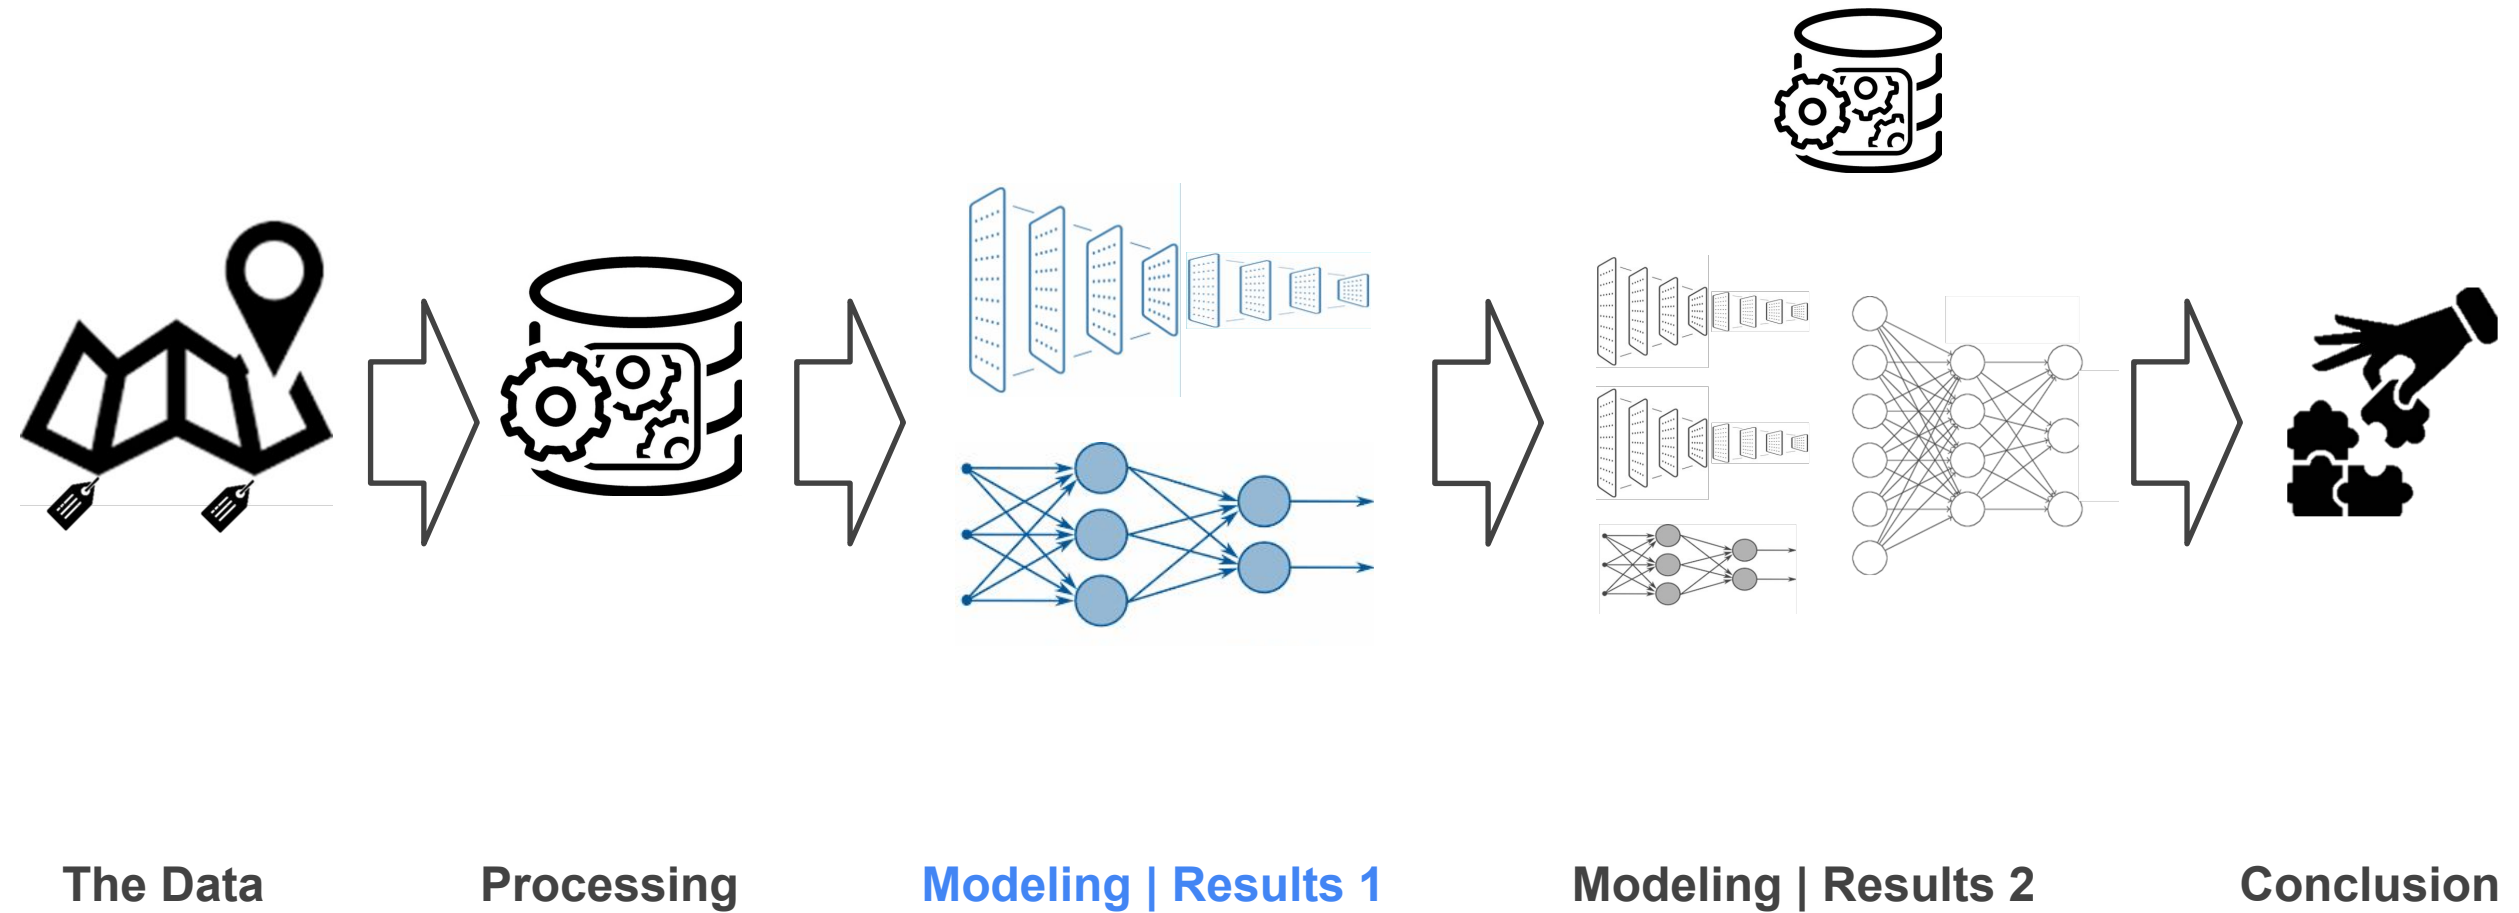 The Data
Processing
Modeling | Results 1
Modeling | Results 2
Conclusion